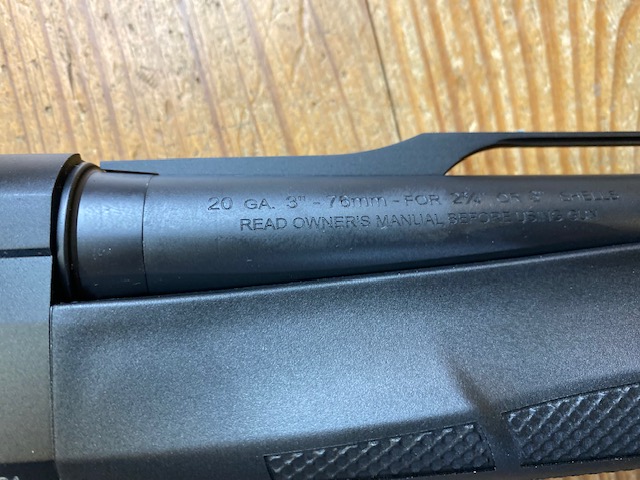 20 GA. 3" - 76mm - FOR 2¾ OR 3" SHELLS
READ OWNER'S MANUAL BEFORE USING GUN